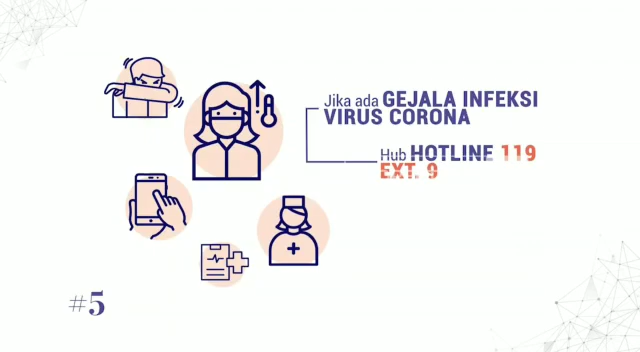 Jika ada GEJALA INFEKSI
VIRUS CORONA
Hub HOTLINE 119
EXT. 9
#5